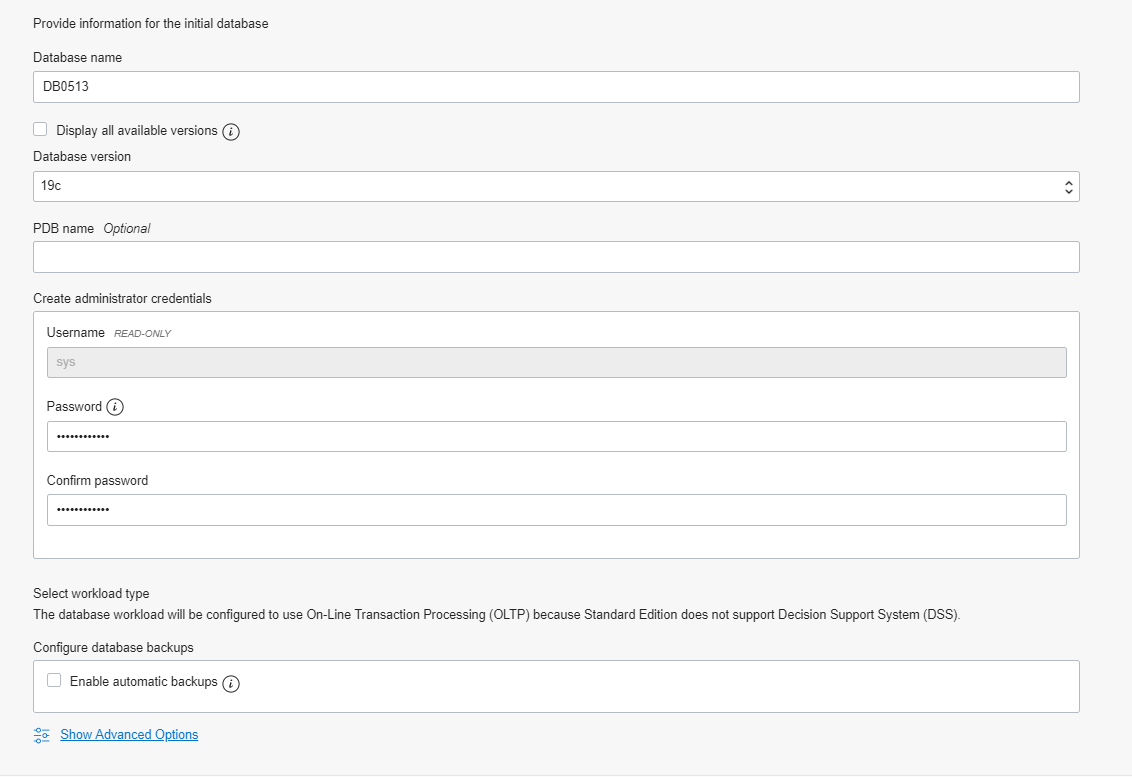 Provide information for the initial database
Database name
DB0513
Display all available versions i
Database version
19c
PDB name Optional
Create administrator credentials
Username READ-ONLY
sys
Password i
••••••••••••
Confirm password
••••••••••••
Select workload type
The database workload will be configured to use On-Line Transaction Processing (OLTP) because Standard Edition does not support Decision Support System (DSS).
Configure database backups
Enable automatic backups i
Show Advanced Options